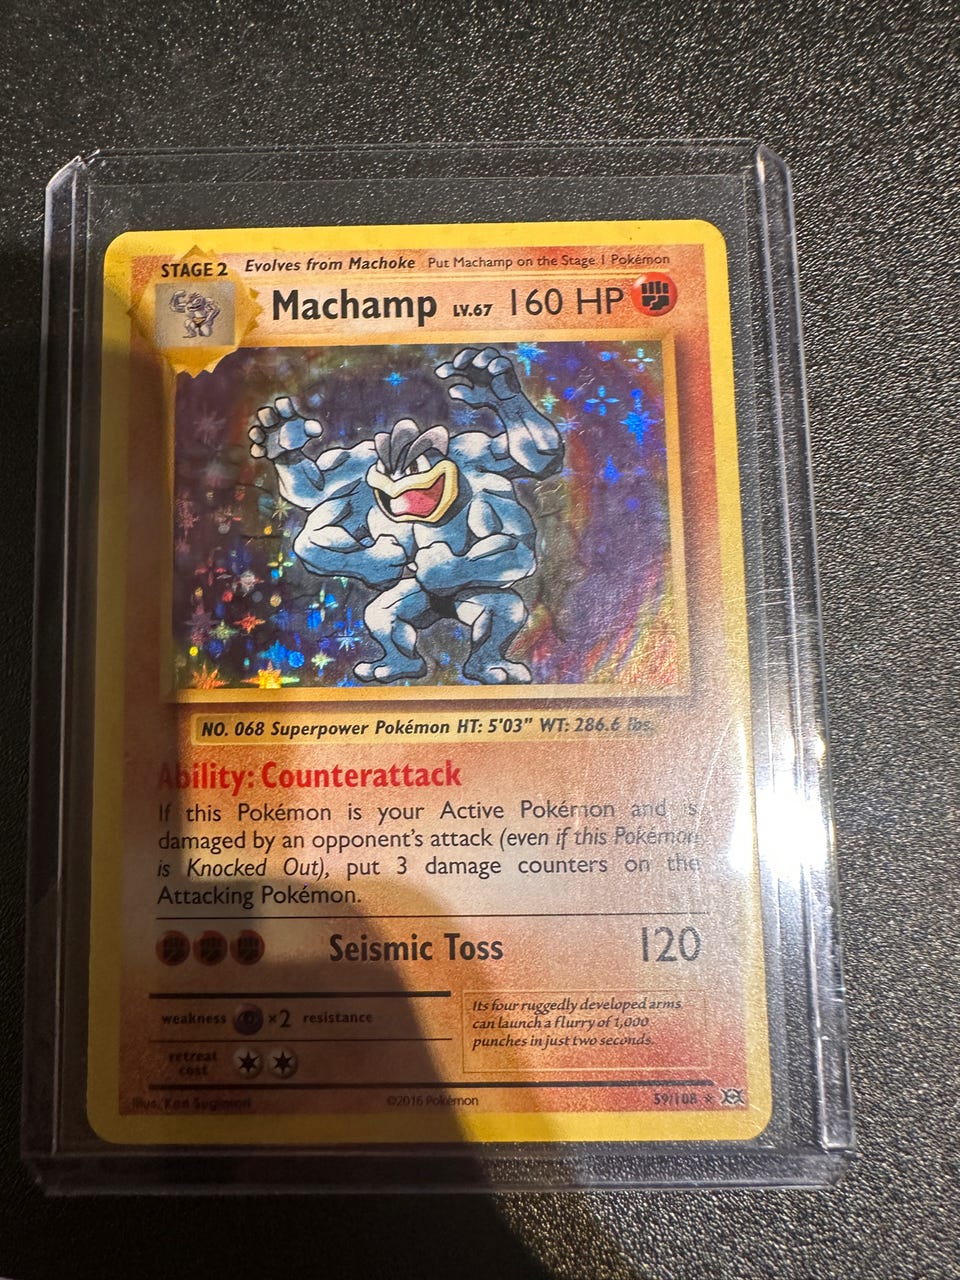 STAGE 2 Evolves from Machoke Put Machamp on the Stage 1 Pokémon
Machamp LV.67 160 HP
NO. 068 Superpower Pokémon HT: 5'03" WT: 286.6 lbs.
Ability: Counterattack
If this Pokémon is your Active Pokémon and is
damaged by an opponent's attack (even if this Pokémon
is Knocked Out), put 3 damage counters on the
Attacking Pokémon.
Seismic Toss 120
weakness ×2 resistance
retreat
cost
Its four ruggedly developed arms
can launch a flurry of 1,000
punches in just two seconds.
Illus. Ken Sugimori ©2016 Pokémon 59/108